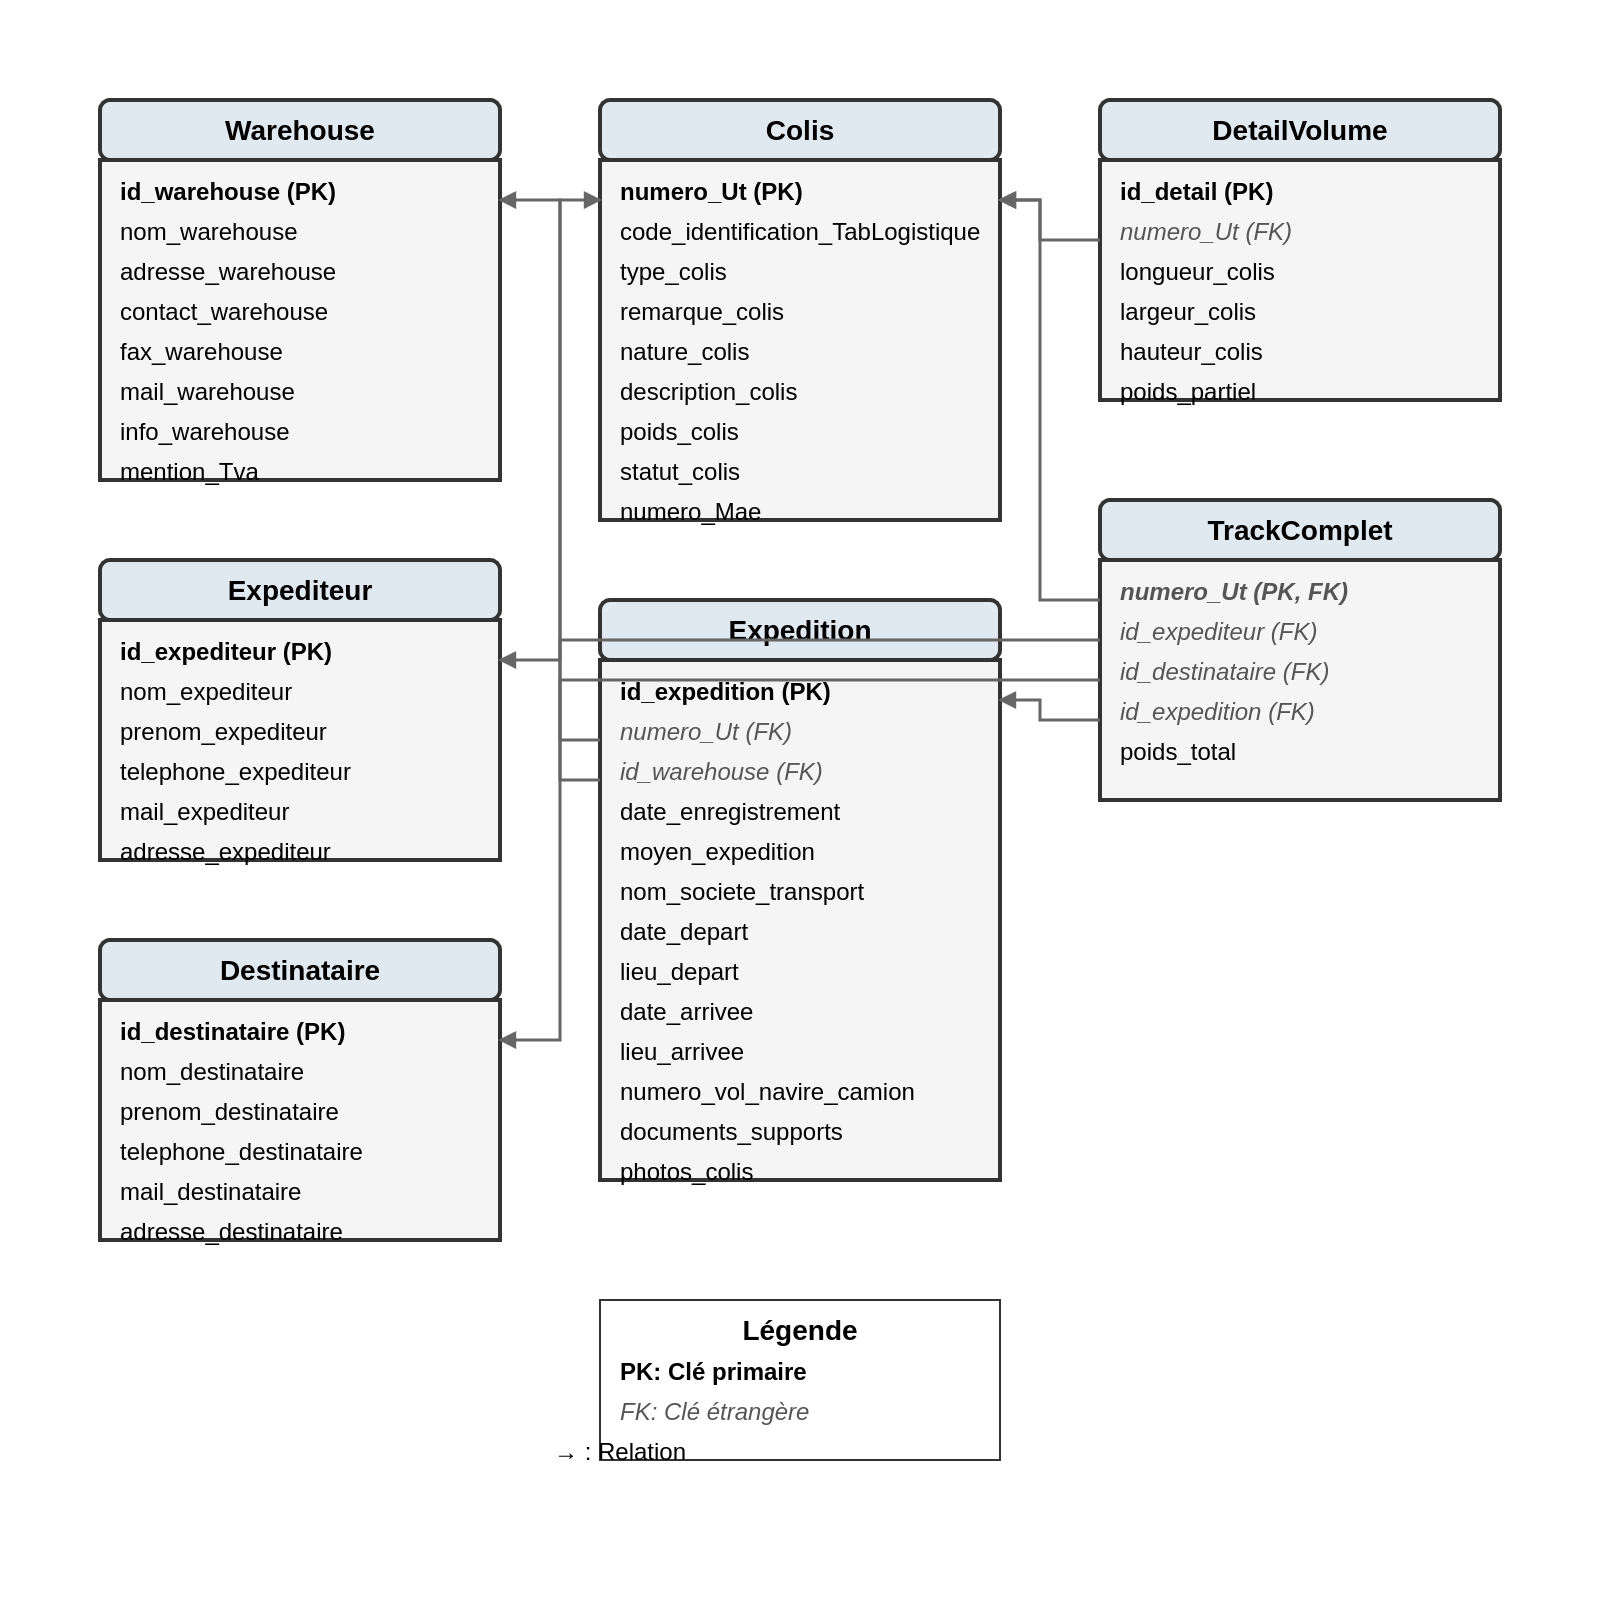 Warehouse
id_warehouse (PK)
nom_warehouse
adresse_warehouse
contact_warehouse
fax_warehouse
mail_warehouse
info_warehouse
mention_Tva
Colis
numero_Ut (PK)
code_identification_TabLogistique
type_colis
remarque_colis
nature_colis
description_colis
poids_colis
statut_colis
numero_Mae
DetailVolume
id_detail (PK)
numero_Ut (FK)
longueur_colis
largeur_colis
hauteur_colis
poids_partiel
Expediteur
id_expediteur (PK)
nom_expediteur
prenom_expediteur
telephone_expediteur
mail_expediteur
adresse_expediteur
Expedition
id_expedition (PK)
numero_Ut (FK)
id_warehouse (FK)
date_enregistrement
moyen_expedition
nom_societe_transport
date_depart
lieu_depart
date_arrivee
lieu_arrivee
numero_vol_navire_camion
documents_supports
photos_colis
TrackComplet
numero_Ut (PK, FK)
id_expediteur (FK)
id_destinataire (FK)
id_expedition (FK)
poids_total
Destinataire
id_destinataire (PK)
nom_destinataire
prenom_destinataire
telephone_destinataire
mail_destinataire
adresse_destinataire
Légende
PK: Clé primaire
FK: Clé étrangère
→ : Relation